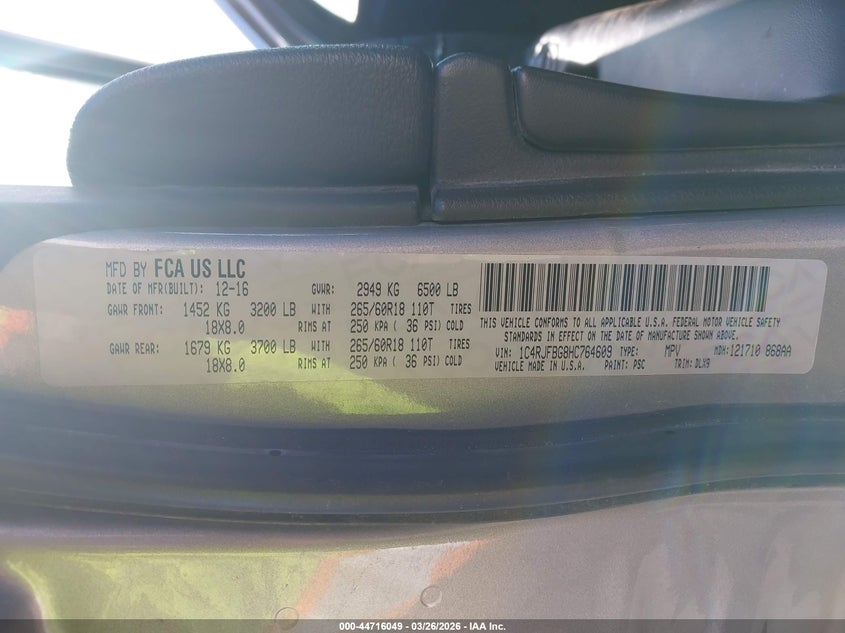 MFD BY FCA US LLC
DATE OF MFR(BUILT): 12-16 GVWR: 2949 KG 6500 LB
GAWR FRONT: 1452 KG 3200 LB WITH 265/60R18 110T TIRES
18X8.0 RIMS AT 250 KPA ( 36 PSI) COLD
GAWR REAR: 1679 KG 3700 LB WITH 265/60R18 110T TIRES
18X8.0 RIMS AT 250 KPA ( 36 PSI) COLD
THIS VEHICLE CONFORMS TO ALL APPLICABLE U.S.A. FEDERAL MOTOR VEHICLE SAFETY
STANDARDS IN EFFECT ON THE DATE OF MANUFACTURE SHOWN ABOVE.
VIN: 1C4RJFBG8HC764609 TYPE: MPV MDH: 121710 868AA
VEHICLE MADE IN U.S.A. PAINT: PSC TRIM: DLX9
000-44716049 - 03/26/2026 - IAA Inc.